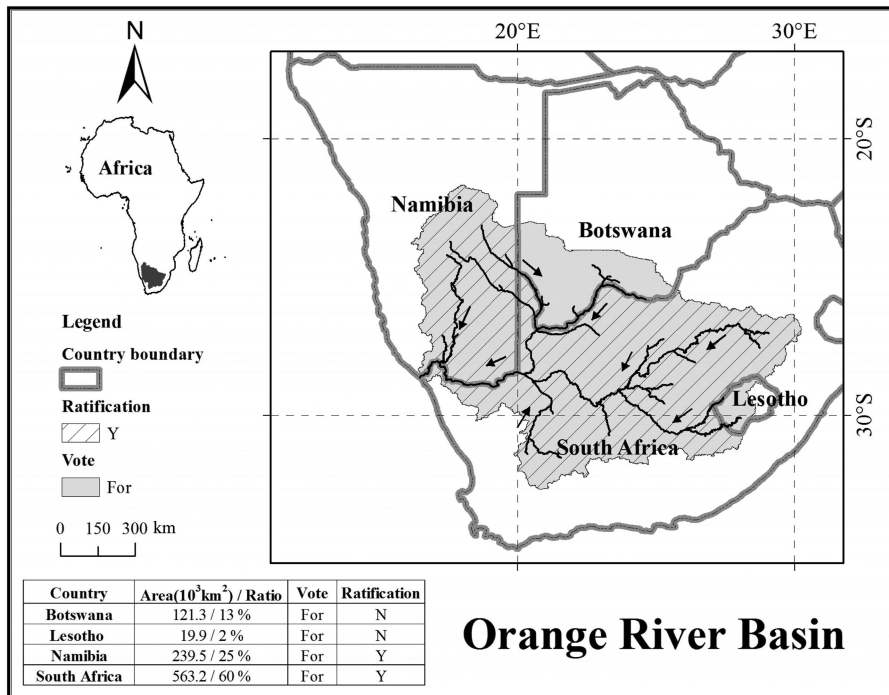 N
Africa
Legend
Country boundary
Ratification
Y
Vote
For
0 150 300 km
20°E 30°E
20°S
30°S
Namibia
Botswana
Lesotho
South Africa
Country Area(10³km²) / Ratio Vote Ratification
Botswana 121.3 / 13 % For N
Lesotho 19.9 / 2 % For N
Namibia 239.5 / 25 % For Y
South Africa 563.2 / 60 % For Y
Orange River Basin